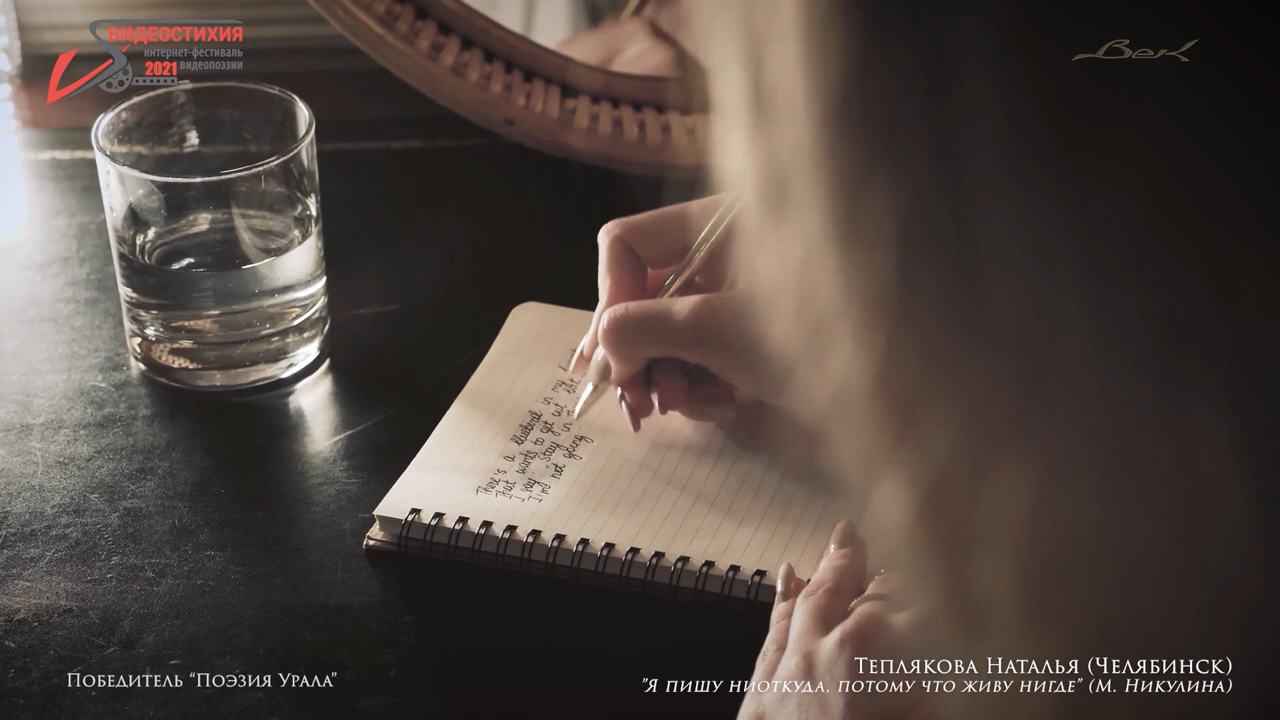 ВИДЕОСТИХИЯ
интернет-фестиваль
2021 видеопоэзии
Век
There's a bluebird in my
that wants to get out but
I say, stay in
I'm not going
Победитель "Поэзия Урала"
Теплякова Наталья (Челябинск)
"Я пишу ниоткуда, потому что живу нигде" (М. Никулина)